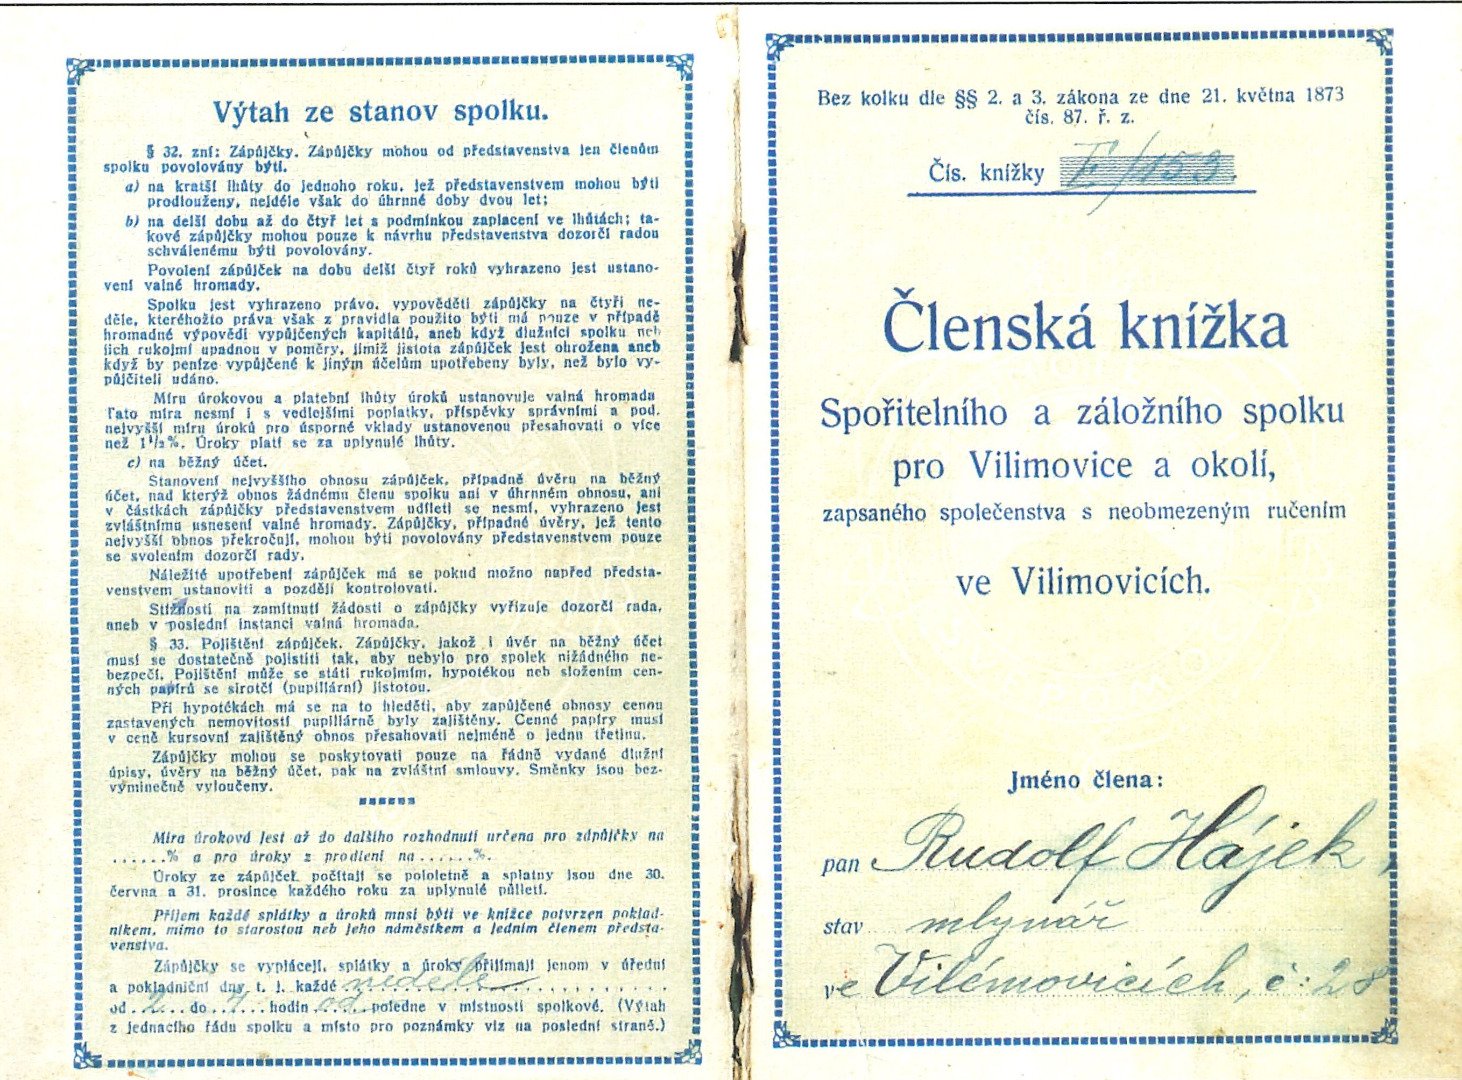 Výtah ze stanov spolku.
§ 32. zní: Zápůjčky. Zápůjčky mohou od představenstva jen členům
spolku povolovány býti.
a) na kratší lhůty do jednoho roku, jež představenstvem mohou býti
prodlouženy, nejdéle však do úhrnné doby dvou let;
b) na delší dobu až do čtyř let s podmínkou zaplacení ve lhůtách; ta-
kové zápůjčky mohou pouze k návrhu představenstva dozorčí radou
schválenému býti povolovány.
Povolení zápůjček na dobu delší čtyř roků vyhrazeno jest ustano-
vení valné hromady.
Spolku jest vyhrazeno právo, vypověděti zápůjčky na čtyři ne-
děle, kteréhožto práva však z pravidla použito býti má pouze v případě
hromadné výpovědi vypůjčených kapitálů, aneb když dlužníci spolku neb
jich rukojmí upadnou v poměry, jimiž jistota zápůjček jest ohrožena aneb
když by peníze vypůjčené k jiným účelům upotřebeny byly, než bylo vy-
půjčiteli udáno.
Míru úrokovou a platební lhůty úroků ustanovuje valná hromada
Tato míra nesmí i s vedlejšími poplatky, příspěvky správními a pod.
nejvyšší míru úroků pro úsporné vklady ustanovenou přesahovati o více
než 1½%. Úroky platí se za uplynulé lhůty.
c) na běžný účet.
Stanovení nejvyššího obnosu zápůjček, případně úvěru na běžný
účet, nad kterýž obnos žádnému členu spolku ani v úhrnném obnosu, ani
v částkách zápůjčky představenstvem uděleti se nesmí, vyhrazeno jest
zvláštnímu usnesení valné hromady. Zápůjčky, případné úvěry, jež tento
nejvyšší obnos překročují, mohou býti povolovány představenstvem pouze
se svolením dozorčí rady.
Náležité upotřebení zápůjček má se pokud možno napřed předsta-
venstvem ustanoviti a později kontrolovati.
Stížnosti na zamítnutí žádosti o zápůjčky vyřizuje dozorčí rada,
aneb v poslední instanci valná hromada.
§ 33. Pojištění zápůjček. Zápůjčky, jakož i úvěr na běžný účet
musí se dostatečně pojistiti tak, aby nebylo pro spolek nižádného ne-
bezpečí. Pojištění může se státi rukojmím, hypotékou neb složením cen-
ných papírů se sirotčí (pupillární) jistotou.
Při hypotékách má se na to hleděti, aby zapůjčené obnosy cenou
zastavených nemovitostí pupillárně byly zajištěny. Cenné papíry musí
v ceně kursovní zajištěný obnos přesahovati nejméně o jednu třetinu.
Zápůjčky mohou se poskytovati pouze na řádně vydané dlužní
úpisy, úvěry na běžný účet, pak na zvláštní smlouvy. Směnky jsou bez-
výminečně vyloučeny.
Míra úroková jest až do dalšího rozhodnutí určena pro zápůjčky na
......% a pro úroky z prodlení na......%.
Úroky ze zápůjček počítají se pololetně a splatny jsou dne 30.
června a 31. prosince každého roku za uplynulé půlletí.
Příjem každé splátky a úroků musí býti ve knížce potvrzen poklad-
níkem, mimo to starostou neb jeho náměstkem a jedním členem předsta-
venstva.
Zápůjčky se vyplácejí, splátky a úroky přijímají jenom v úřední
a pokladniční dny t. j. každé neděle
od 2 do 4 hodin od poledne v místnosti spolkové. (Výtah
z jednacího řádu spolku a místo pro poznámky viz na poslední straně.)
Bez kolku dle §§ 2. a 3. zákona ze dne 21. května 1873
čís. 87. ř. z.
Čís. knížky E/153.
Členská knížka
Spořitelního a záložního spolku
pro Vilimovice a okolí,
zapsaného společenstva s neobmezeným ručením
ve Vilimovicích.
Jméno člena:
pan Rudolf Hájek,
stav mlynář
ve Vilémovicích, č: 28